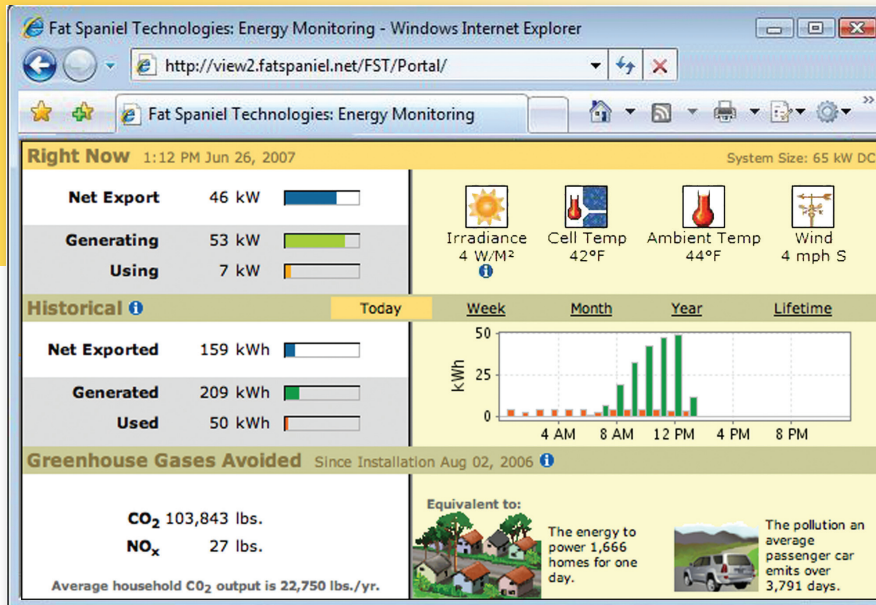 Fat Spaniel Technologies: Energy Monitoring - Windows Internet Explorer
http://view2.fatspaniel.net/FST/Portal/
Fat Spaniel Technologies: Energy Monitoring
Right Now 1:12 PM Jun 26, 2007
System Size: 65 kW DC
Net Export 46 kW
Generating 53 kW
Using 7 kW
Irradiance
4 W/M²
Cell Temp
42°F
Ambient Temp
44°F
Wind
4 mph S
Historical
Today
Week
Month
Year
Lifetime
Net Exported 159 kWh
Generated 209 kWh
Used 50 kWh
kWh
50
25
0
4 AM 8 AM 12 PM 4 PM 8 PM
Greenhouse Gases Avoided Since Installation Aug 02, 2006
CO₂ 103,843 lbs.
NOₓ 27 lbs.
Average household CO₂ output is 22,750 lbs./yr.
Equivalent to:
The energy to
power 1,666
homes for one
day.
The pollution an
average
passenger car
emits over
3,791 days.